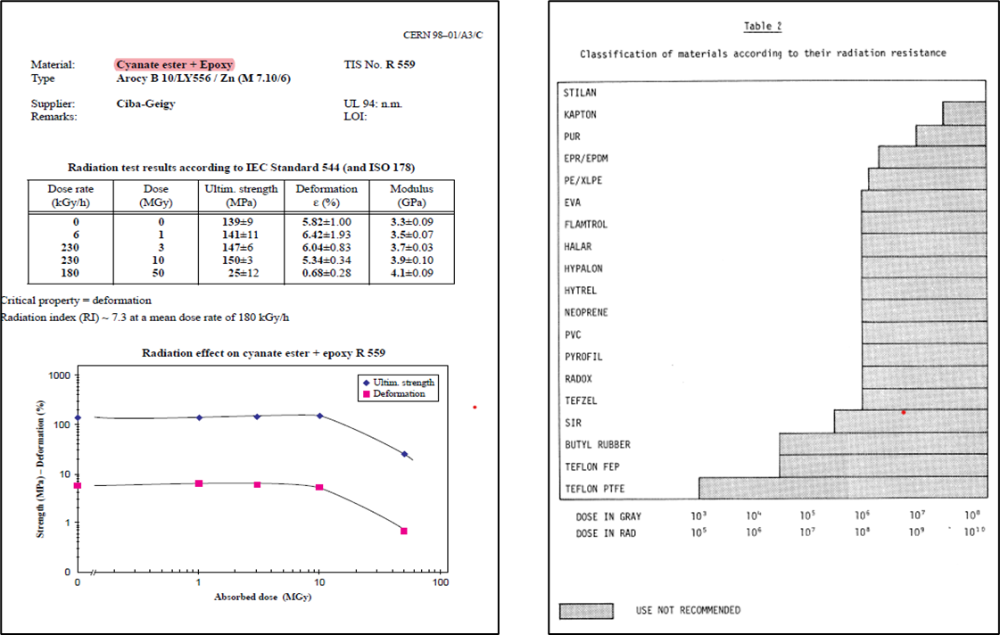 CERN 98–01/A3/C
Material: Cyanate ester + Epoxy TIS No. R 559
Type Arocy B 10/LY556 / Zn (M 7.10/6)
Supplier: Ciba-Geigy UL 94: n.m.
Remarks: LOI:
Radiation test results according to IEC Standard 544 (and ISO 178)
Dose rate Dose Ultim. strength Deformation Modulus
(kGy/h) (MGy) (MPa) ε (%) (GPa)
0 0 139±9 5.82±1.00 3.3±0.09
6 1 141±11 6.42±1.93 3.5±0.07
230 3 147±6 6.04±0.83 3.7±0.03
230 10 150±3 5.34±0.34 3.9±0.10
180 50 25±12 0.68±0.28 4.1±0.09
Critical property = deformation
Radiation index (RI) ~ 7.3 at a mean dose rate of 180 kGy/h
Radiation effect on cyanate ester + epoxy R 559
Strength (MPa) – Deformation (%)
1000
100
10
1
0
Ultim. strength
Deformation
0 1 10 100
Absorbed dose (MGy)
Table 2
Classification of materials according to their radiation resistance
STILAN
KAPTON
PUR
EPR/EPDM
PE/XLPE
EVA
FLAMTROL
HALAR
HYPALON
HYTREL
NEOPRENE
PVC
PYROFIL
RADOX
TEFZEL
SIR
BUTYL RUBBER
TEFLON FEP
TEFLON PTFE
DOSE IN GRAY 10³ 10⁴ 10⁵ 10⁶ 10⁷ 10⁸
DOSE IN RAD 10⁵ 10⁶ 10⁷ 10⁸ 10⁹ 10¹⁰
USE NOT RECOMMENDED